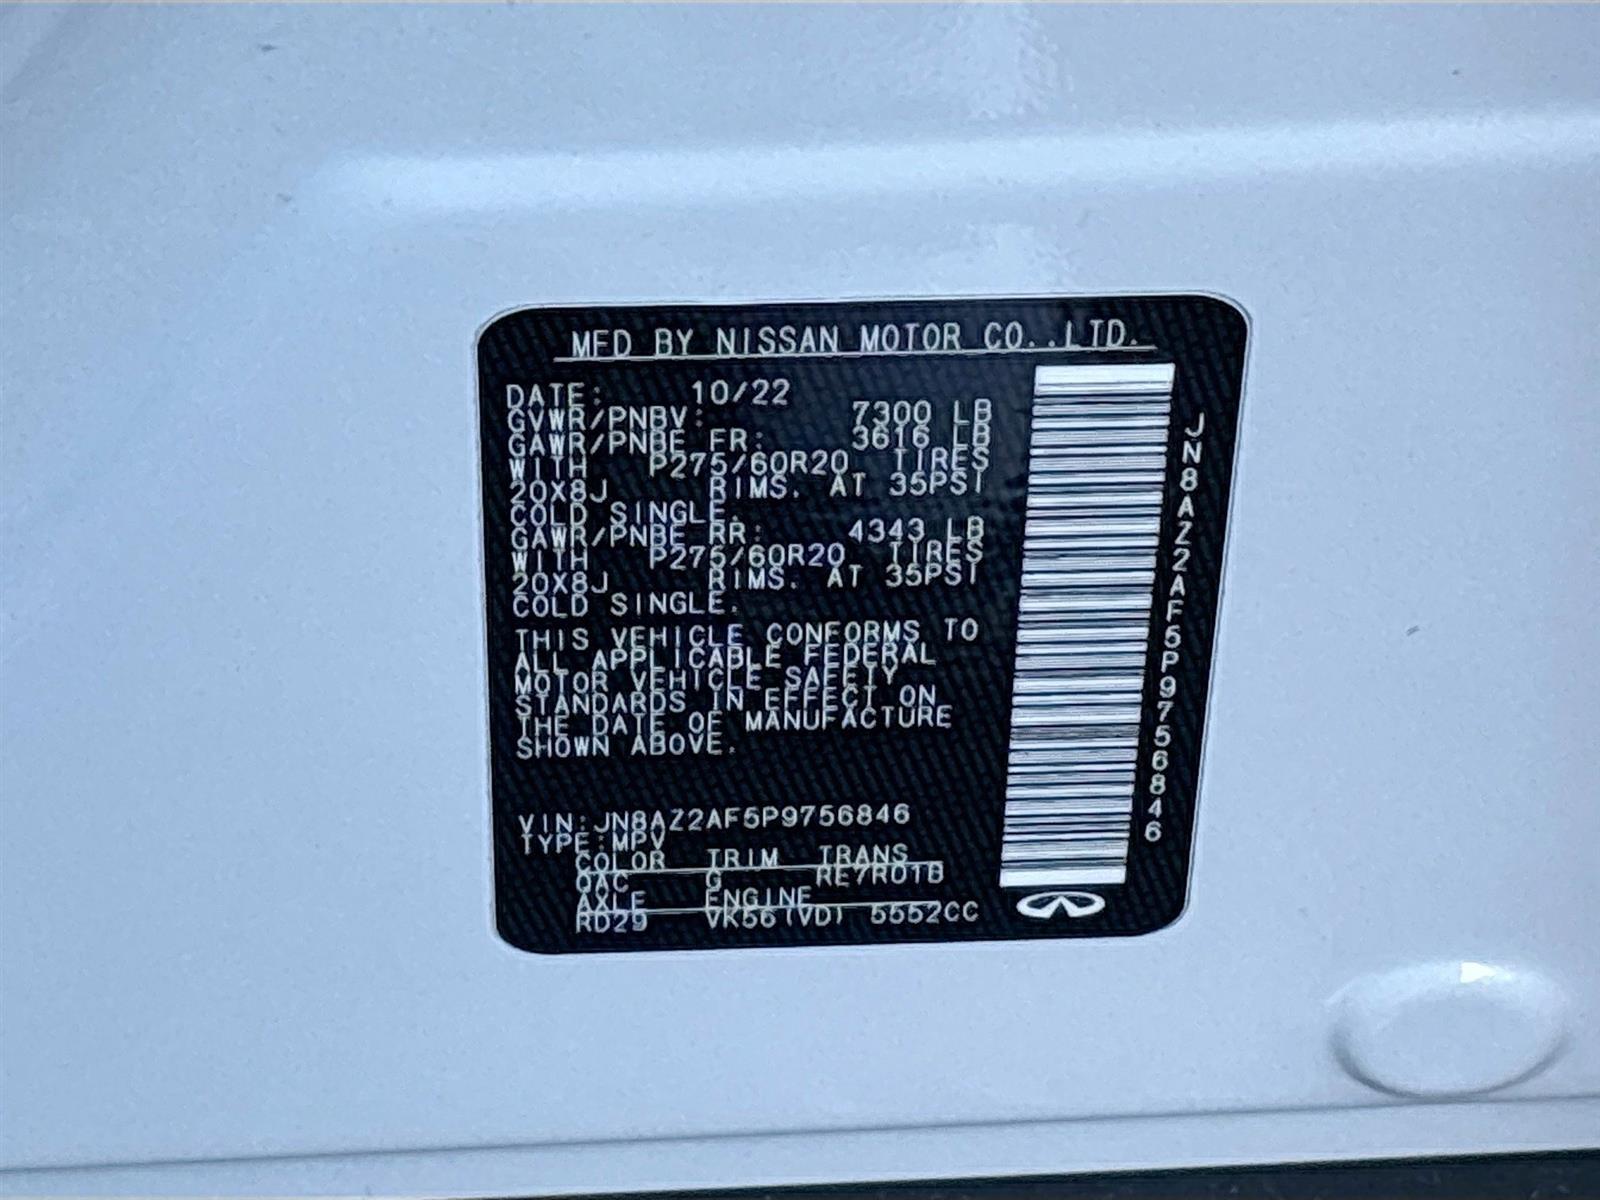 MFD BY NISSAN MOTOR CO.,LTD.
DATE: 10/22
GVWR/PNBV: 7300 LB
GAWR/PNBE FR: 3616 LB
WITH P275/60R20 TIRES
20X8J RIMS. AT 35PSI
COLD SINGLE.
GAWR/PNBE RR: 4343 LB
WITH P275/60R20 TIRES
20X8J RIMS. AT 35PSI
COLD SINGLE.
THIS VEHICLE CONFORMS TO
ALL APPLICABLE FEDERAL
MOTOR VEHICLE SAFETY
STANDARDS IN EFFECT ON
THE DATE OF MANUFACTURE
SHOWN ABOVE.
VIN:JN8AZ2AF5P9756846
TYPE:MPV
COLOR TRIM TRANS
QAC G RE7R01B
AXLE ENGINE
RD29 VK56(VD) 5552CC
JN8AZ2AF5P9756846